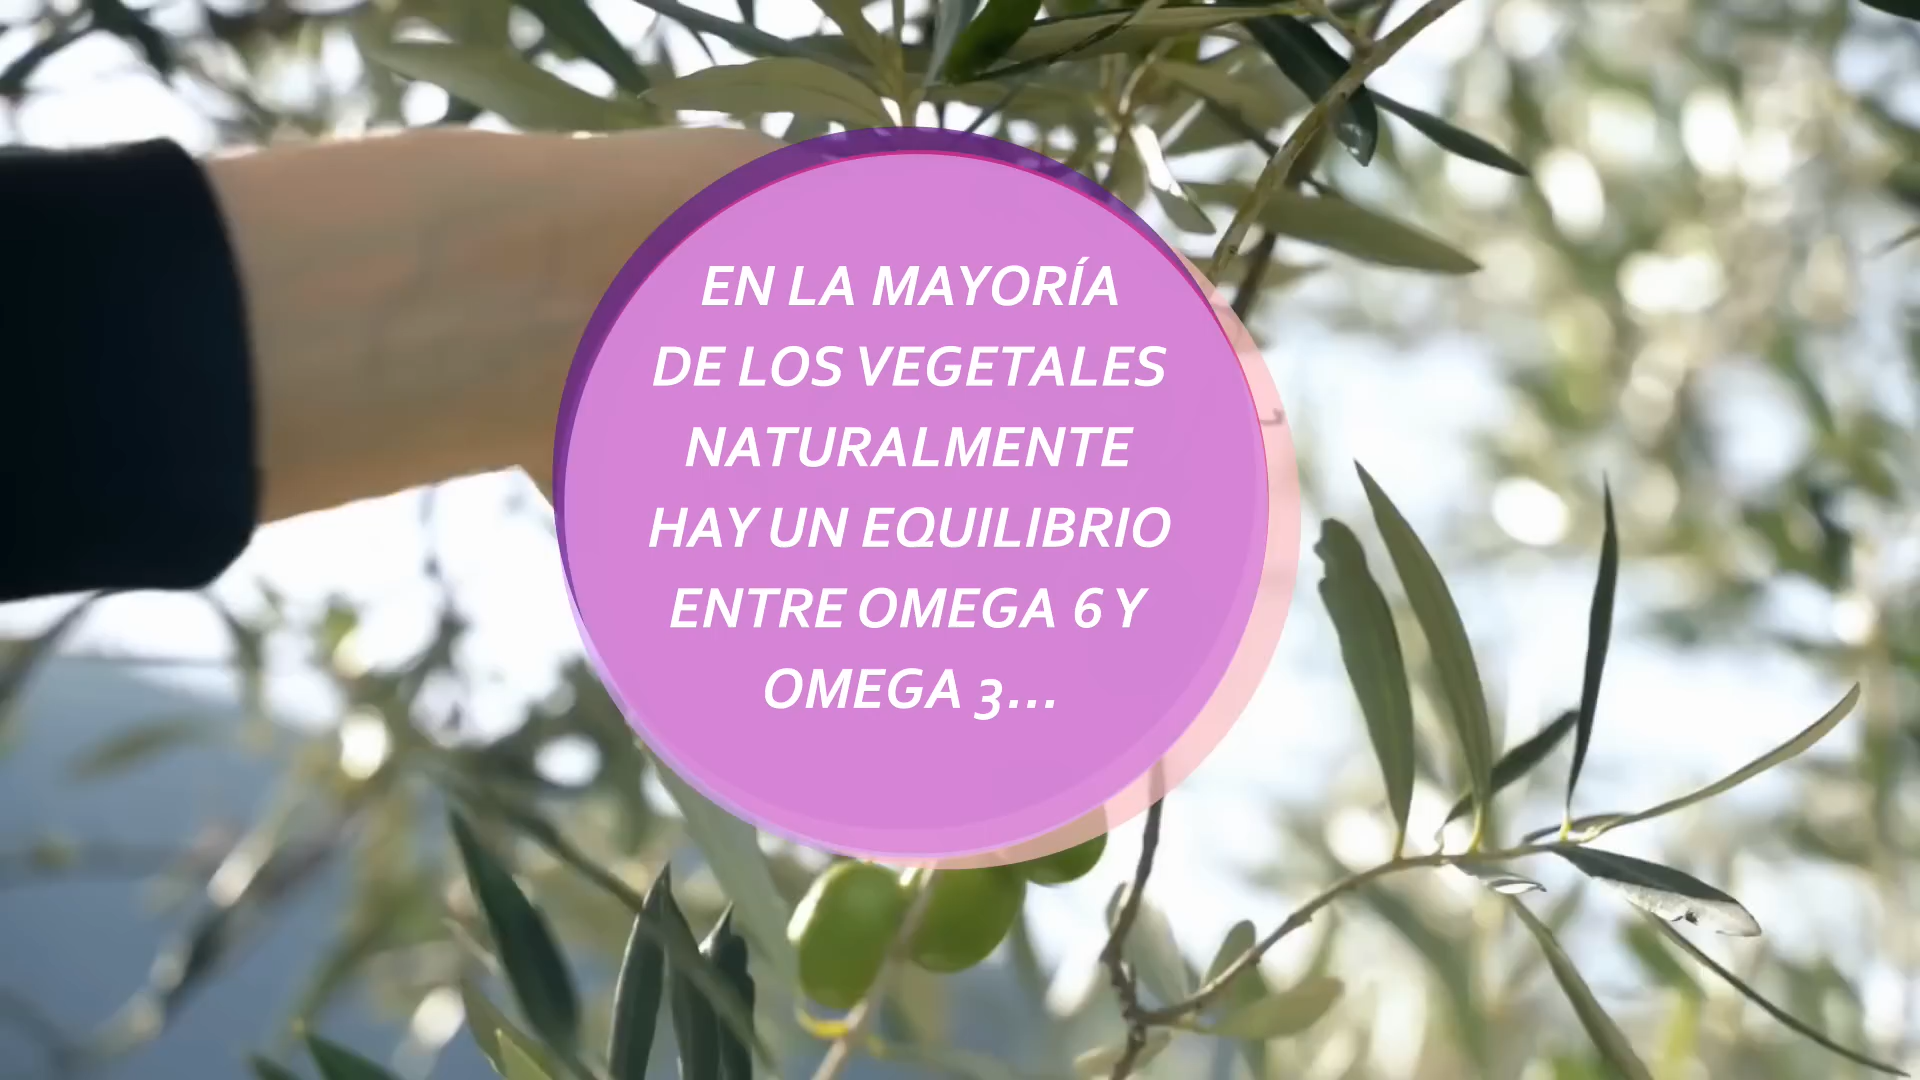 EN LA MAYORÍA
DE LOS VEGETALES
NATURALMENTE
HAY UN EQUILIBRIO
ENTRE OMEGA 6 Y
OMEGA 3...